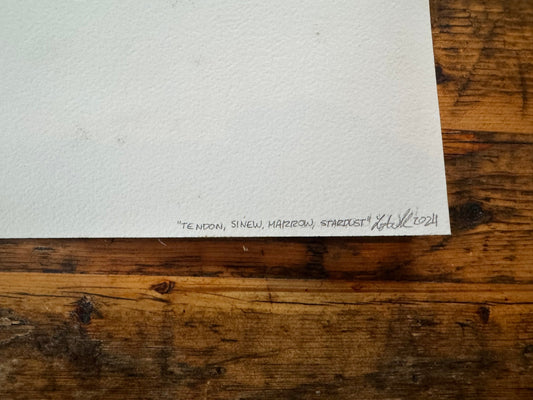 "TENDON, SINEW, MARROW, STARDUST" 2024